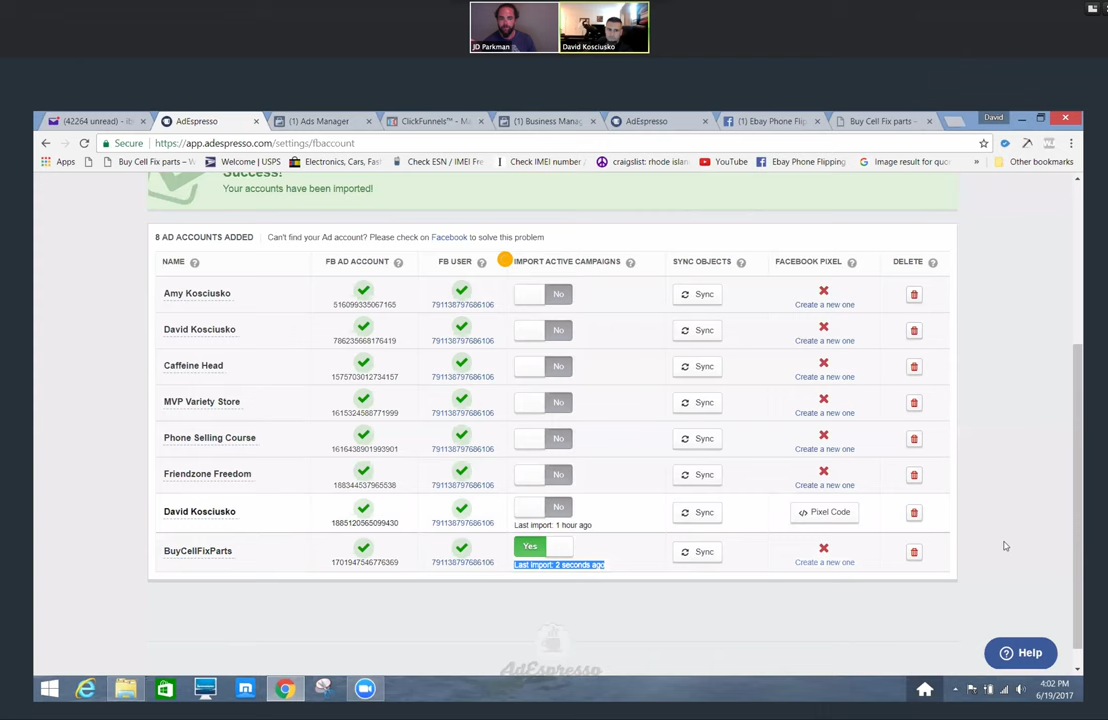 JD Parkman
David Kosciusko
(42264 unread) - ib
AdEspresso
(1) Ads Manager
ClickFunnels™ - Ma
(1) Business Manag
AdEspresso
(1) Ebay Phone Flip
Buy Cell Fix parts -
David
Secure
https://app.adespresso.com/settings/fbaccount
Apps
Buy Cell Fix parts —
Welcome | USPS
Electronics, Cars, Fas
Check ESN / IMEI Fre
Check IMEI number
craigslist: rhode islan
YouTube
Ebay Phone Flipping
Image result for quo
»
Other bookmarks
Success!
Your accounts have been imported!
8 AD ACCOUNTS ADDED
Can't find your Ad account? Please check on Facebook to solve this problem
NAME
FB AD ACCOUNT
FB USER
IMPORT ACTIVE CAMPAIGNS
SYNC OBJECTS
FACEBOOK PIXEL
DELETE
Amy Kosciusko
516099335067165
791138797686106
No
Sync
Create a new one
David Kosciusko
786235668176419
791138797686106
No
Sync
Create a new one
Caffeine Head
1575703012734157
791138797686106
No
Sync
Create a new one
MVP Variety Store
1615324588771999
791138797686106
No
Sync
Create a new one
Phone Selling Course
1616438901993901
791138797686106
No
Sync
Create a new one
Friendzone Freedom
188344537965538
791138797686106
No
Sync
Create a new one
David Kosciusko
1885120565099430
791138797686106
No
Last import: 1 hour ago
Sync
</> Pixel Code
BuyCellFixParts
1701947546776369
791138797686106
Yes
Last import: 2 seconds ago
Sync
Create a new one
AdEspresso
Help
4:02 PM
6/19/2017